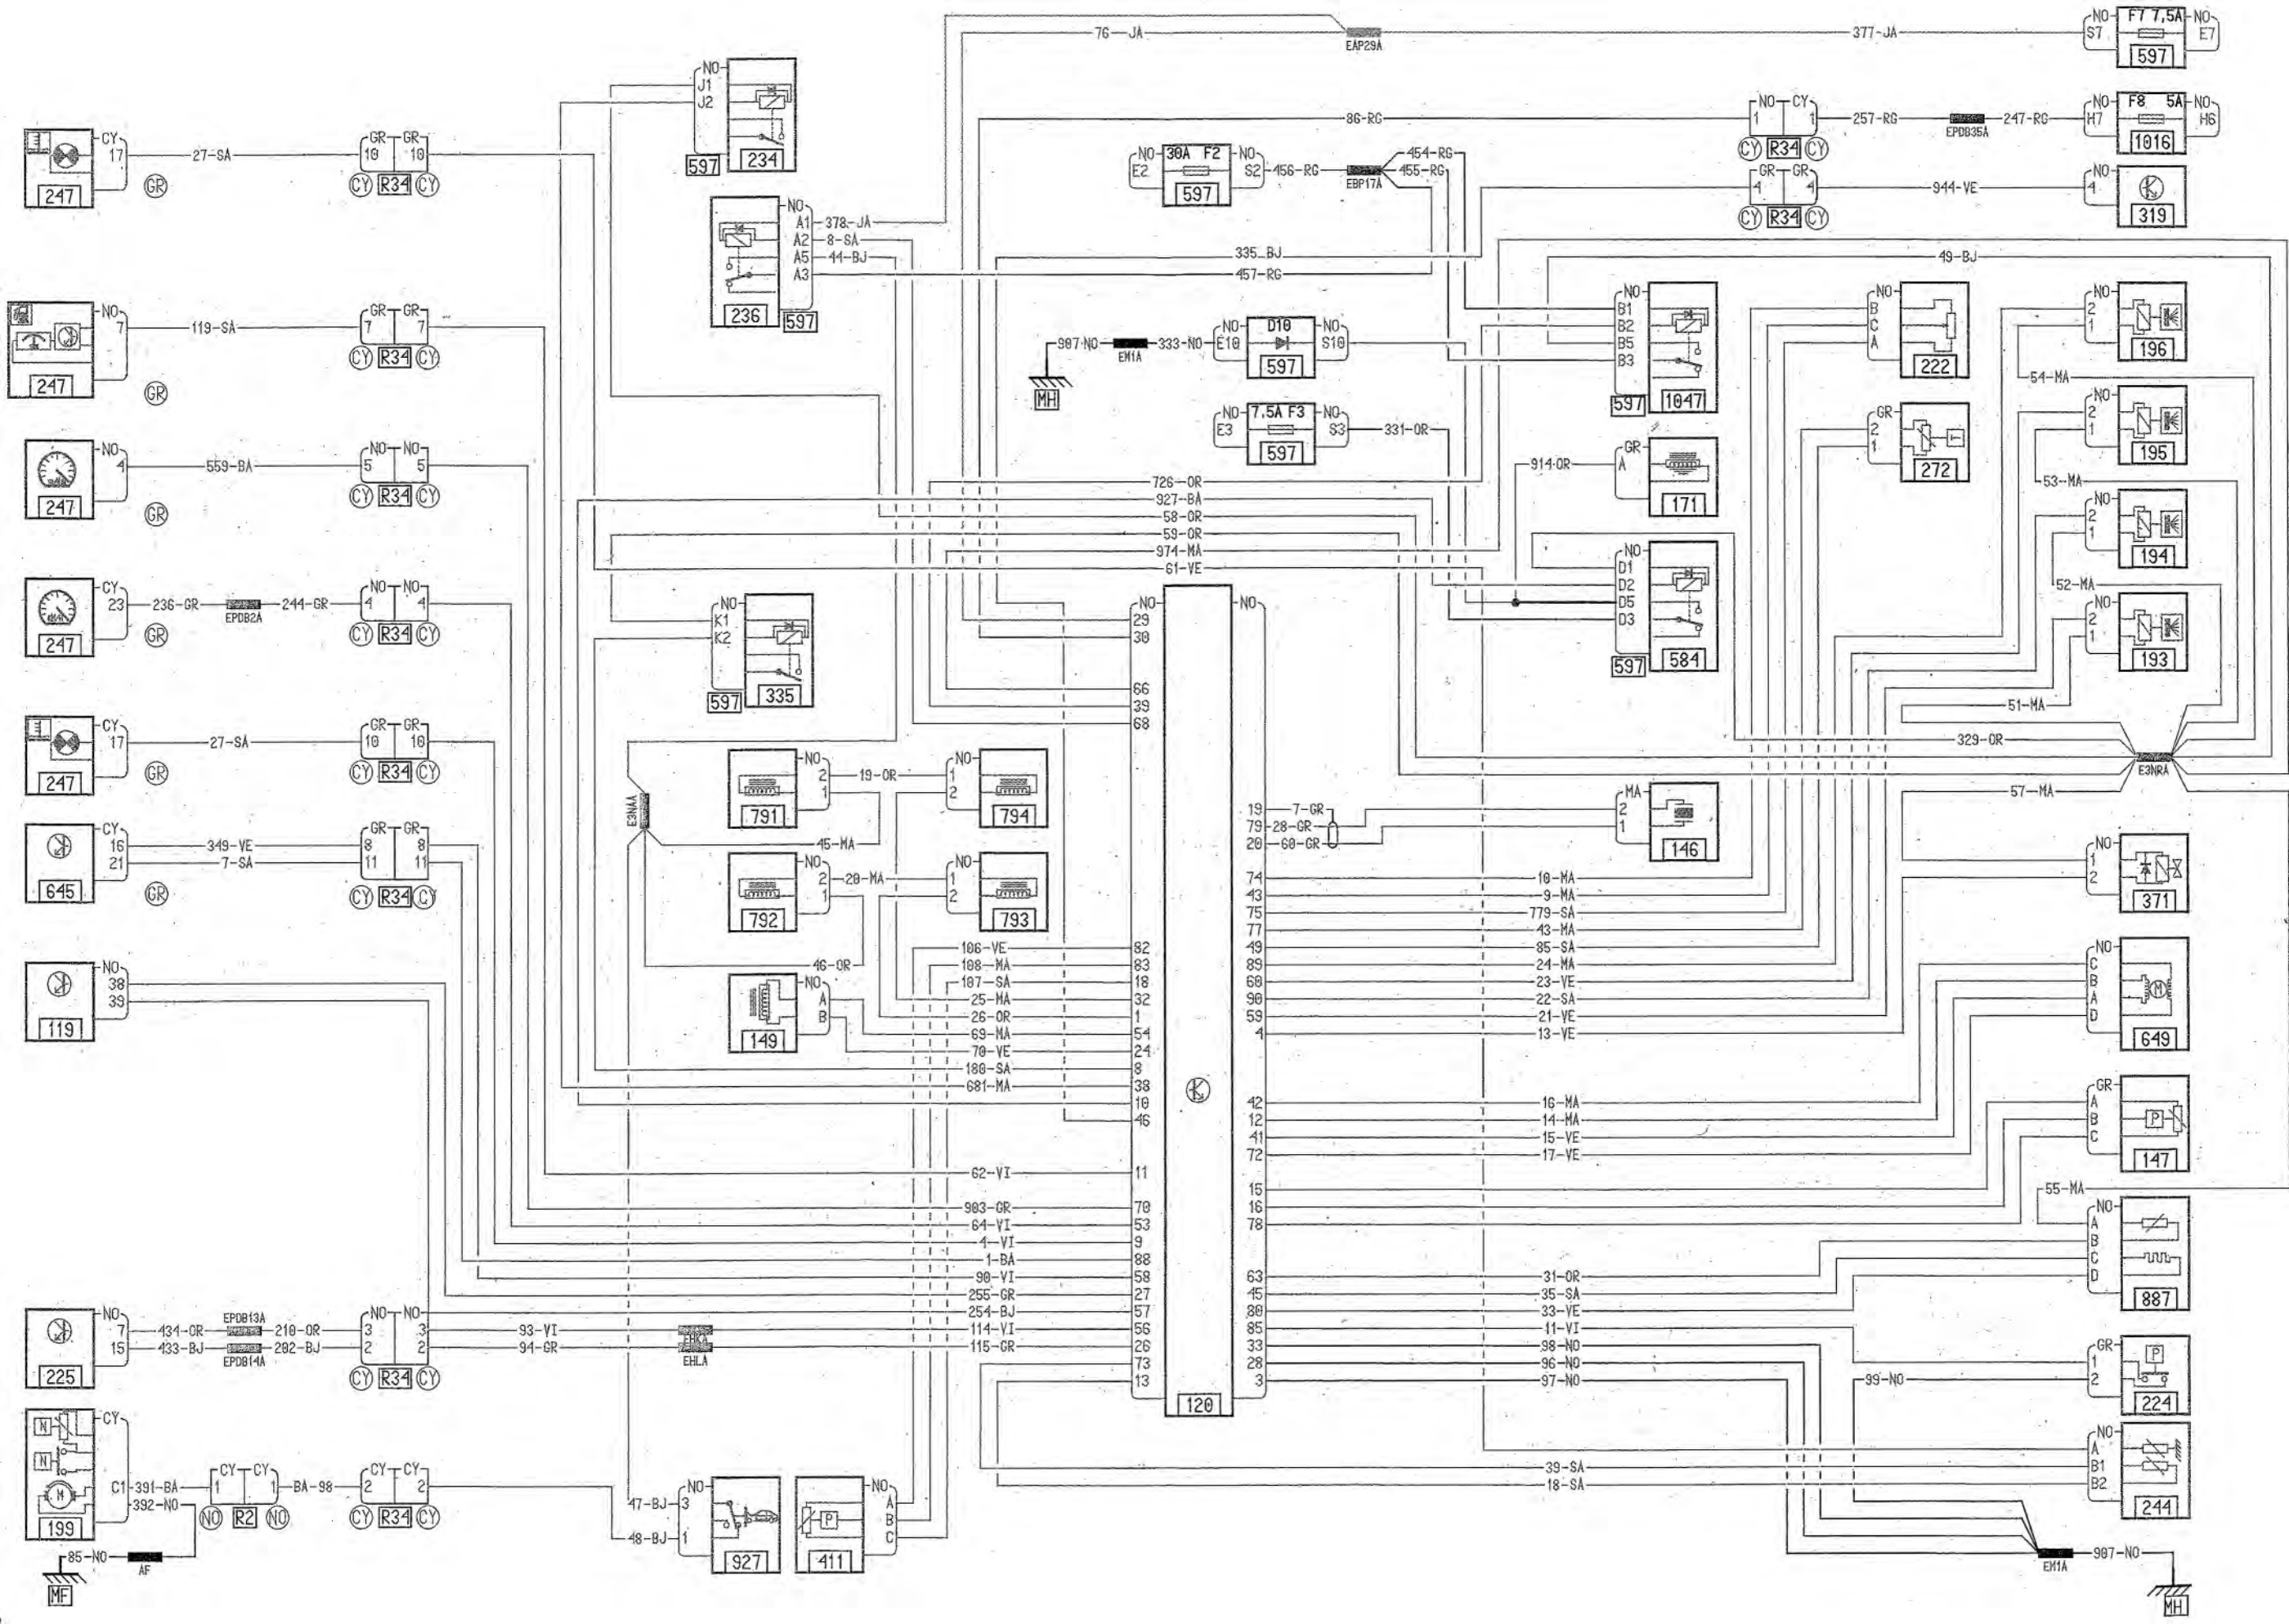 76-JA
EAP29A
377-JA
NO F7 7,5A NO
S7 E7
597
NO
J1
J2
597 234
86-RG
NO CY
1 1
CY R34 CY
257-RG
EPDB35A
247-RG
NO F8 5A NO
H7 H6
1016
CY
17
27-SA
GR GR
10 10
247
GR
CY R34 CY
NO 30A F2 NO
E2 S2
597
456-RG
EBP17A
454-RG
455-RG
GR GR
4 4
CY R34 CY
944-VE
NO
4
319
NO
A1 378-JA
A2 8-SA
A5 44-BJ
A3
236 597
335 BJ
457-RG
49-BJ
NO
7
119-SA
GR GR
7 7
247
GR
CY R34 CY
987-NO
EM1A
333-NO
NO D10 NO
E10 S10
597
MH
NO
B1
B2
B5
B3
597 1047
NO
B
C
A
222
NO
2
1
196
54-MA
NO 7,5A F3 NO
E3 S3
597
331-OR
GR
2
1
272
NO
2
1
195
53-MA
NO
4
559-BA
NO NO
5 5
247
GR
CY R34 CY
914-OR
GR
A
171
726-OR
927-BA
58-OR
59-OR
974-MA
61-VE
NO
2
1
194
52-MA
NO
D1
D2
D5
D3
597 584
CY
23
236-GR
EPDB2A
244-GR
NO NO
4 4
247
GR
CY R34 CY
NO
K1
K2
597 335
NO NO
29
30
66
39
68
NO
2
1
193
51-MA
329-OR
E3NRA
57-MA
CY
17
27-SA
GR GR
10 10
247
GR
CY R34 CY
E3NAA
NO
2
1
791
19-OR
NO
1
2
794
45-MA
19 7-GR
79 28-GR
20 60-GR
MA
2
1
146
CY
16 349-VE
21 7-SA
GR GR
8 8
11 11
645
GR
CY R34 CY
NO
2
1
792
20-MA
NO
1
2
793
46-OR
NO
1
2
371
74 10-MA
43 9-MA
75 779-SA
77 43-MA
49 85-SA
89 24-MA
60 23-VE
90 22-SA
59 21-VE
4 13-VE
106-VE 82
108-MA 83
107-SA 18
25-MA 32
26-OR 1
69-MA 54
70-VE 24
180-SA 8
681-MA 38
10
46
NO
A
B
149
NO
38
39
119
NO
C
B
A
D
649
42 16-MA
12 14-MA
41 15-VE
72 17-VE
15
16
78
GR
A
B
C
147
62-VI 11
903-GR 70
64-VI 53
4-VI 9
1-BA 88
90-VI 58
255-GR 27
254-BJ 57
114-VI 56
115-GR 26
73
13
55-MA
NO
A
B
C
D
887
63 31-OR
45 35-SA
80 33-VE
85 11-VI
33 98-NO
28 96-NO
3 97-NO
120
NO
7 434-OR
15 433-BJ
EPDB13A
EPDB14A
210-OR
202-BJ
NO NO
3 3
2 2
225
CY R34 CY
93-VI
94-GR
EHKA
EHLA
99-NO
GR
1
2
224
CY
C1 391-BA
392-NO
199
CY CY
1 1
NO R2 NO
BA-98
CY CY
2 2
CY R34 CY
47-BJ
48-BJ
NO
3
1
927
NO
A
B
C
411
39-SA
18-SA
NO
A
B1
B2
244
85-NO
AF
MF
EM1A
987-NO
MH